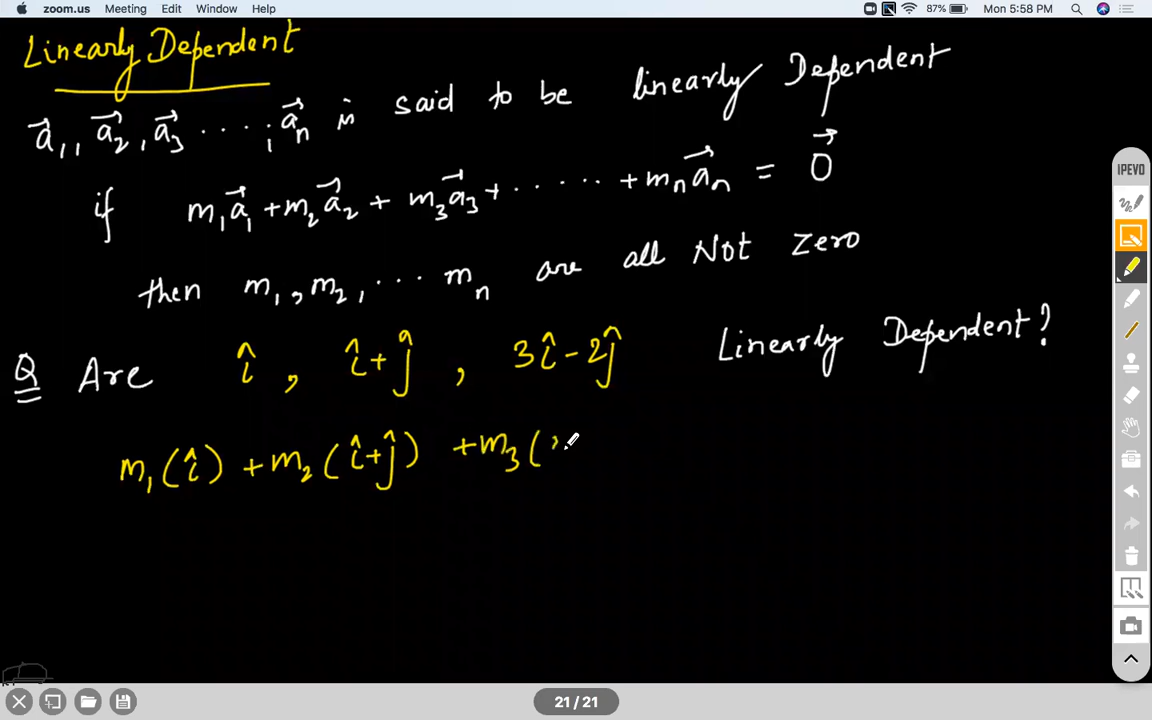 zoom.us Meeting Edit Window Help 87% Mon 5:58 PM
Linearly Dependent
a⃗₁, a⃗₂, a⃗₃ ....., a⃗ₙ is said to be linearly Dependent
if m₁a⃗₁ + m₂a⃗₂ + m₃a⃗₃ + ...... + mₙa⃗ₙ = 0⃗
then m₁, m₂, ... mₙ are all Not Zero
Q Are î , î+ĵ , 3î-2ĵ Linearly Dependent?
m₁(î) + m₂(î+ĵ) + m₃(
IPEVO
21 / 21